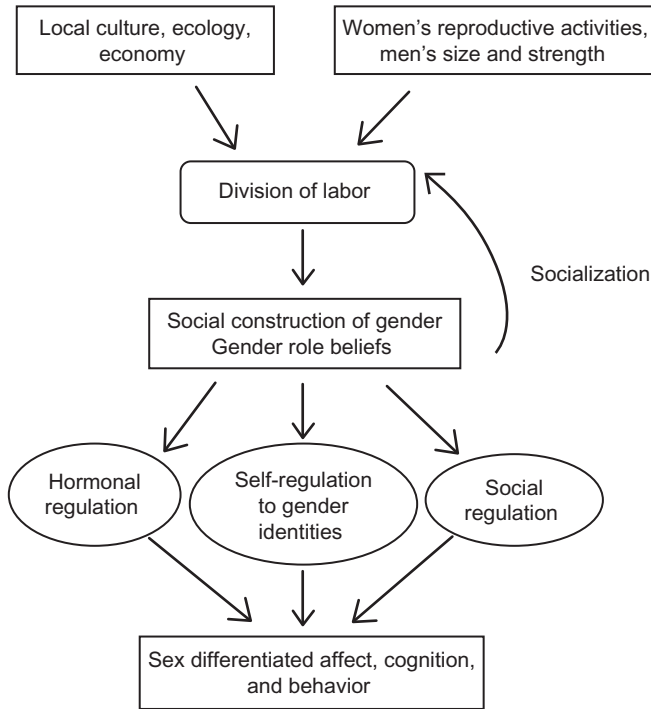 Local culture, ecology,
economy
Women’s reproductive activities,
men’s size and strength
Division of labor
Socialization
Social construction of gender
Gender role beliefs
Hormonal
regulation
Self-regulation
to gender
identities
Social
regulation
Sex differentiated affect, cognition,
and behavior